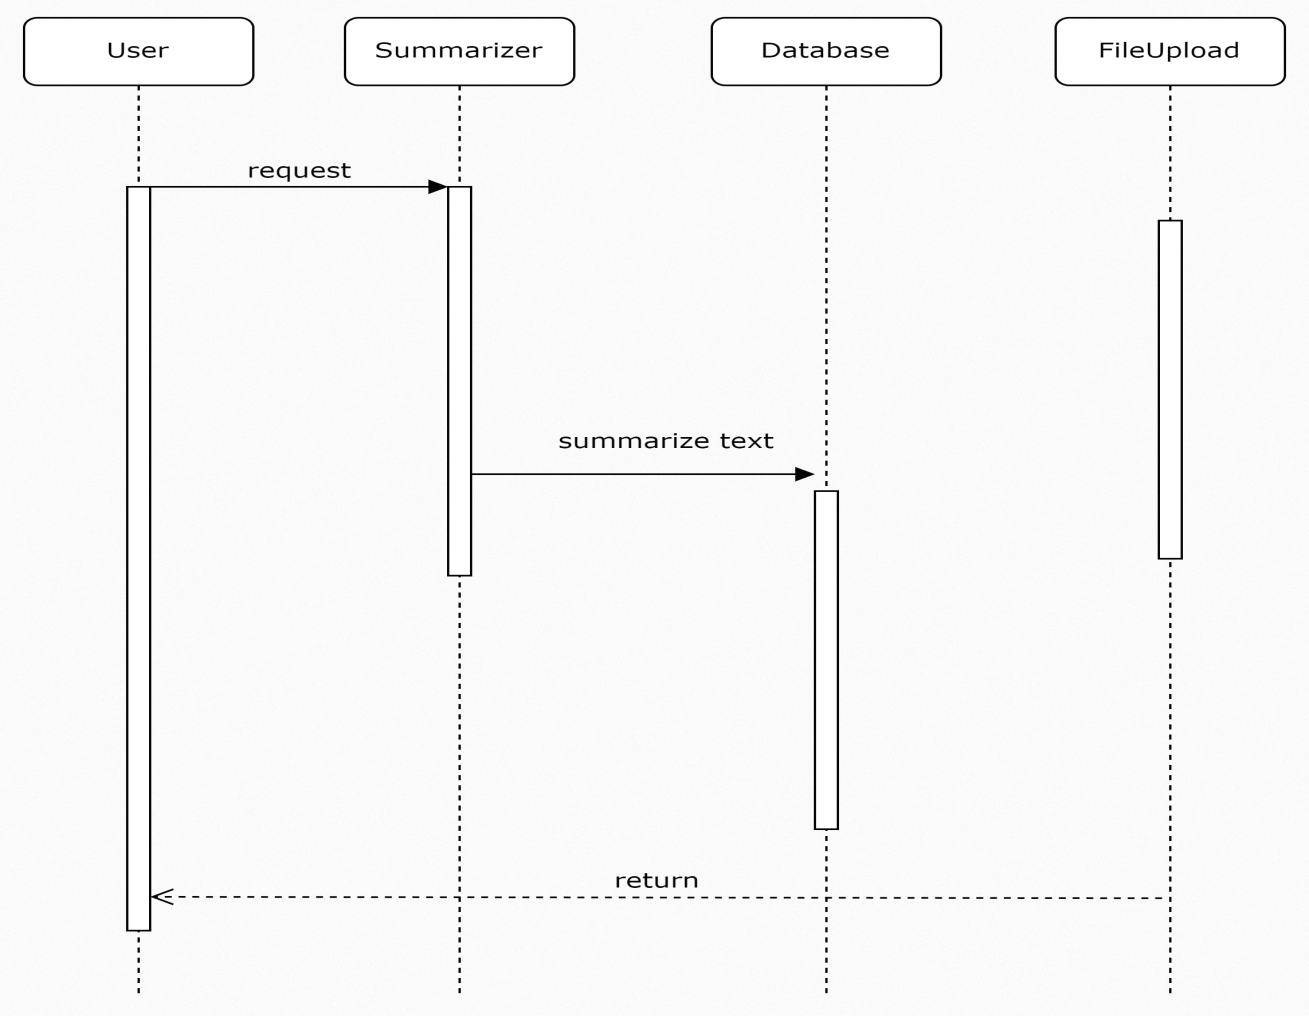 User
Summarizer
Database
FileUpload
request
summarize text
return